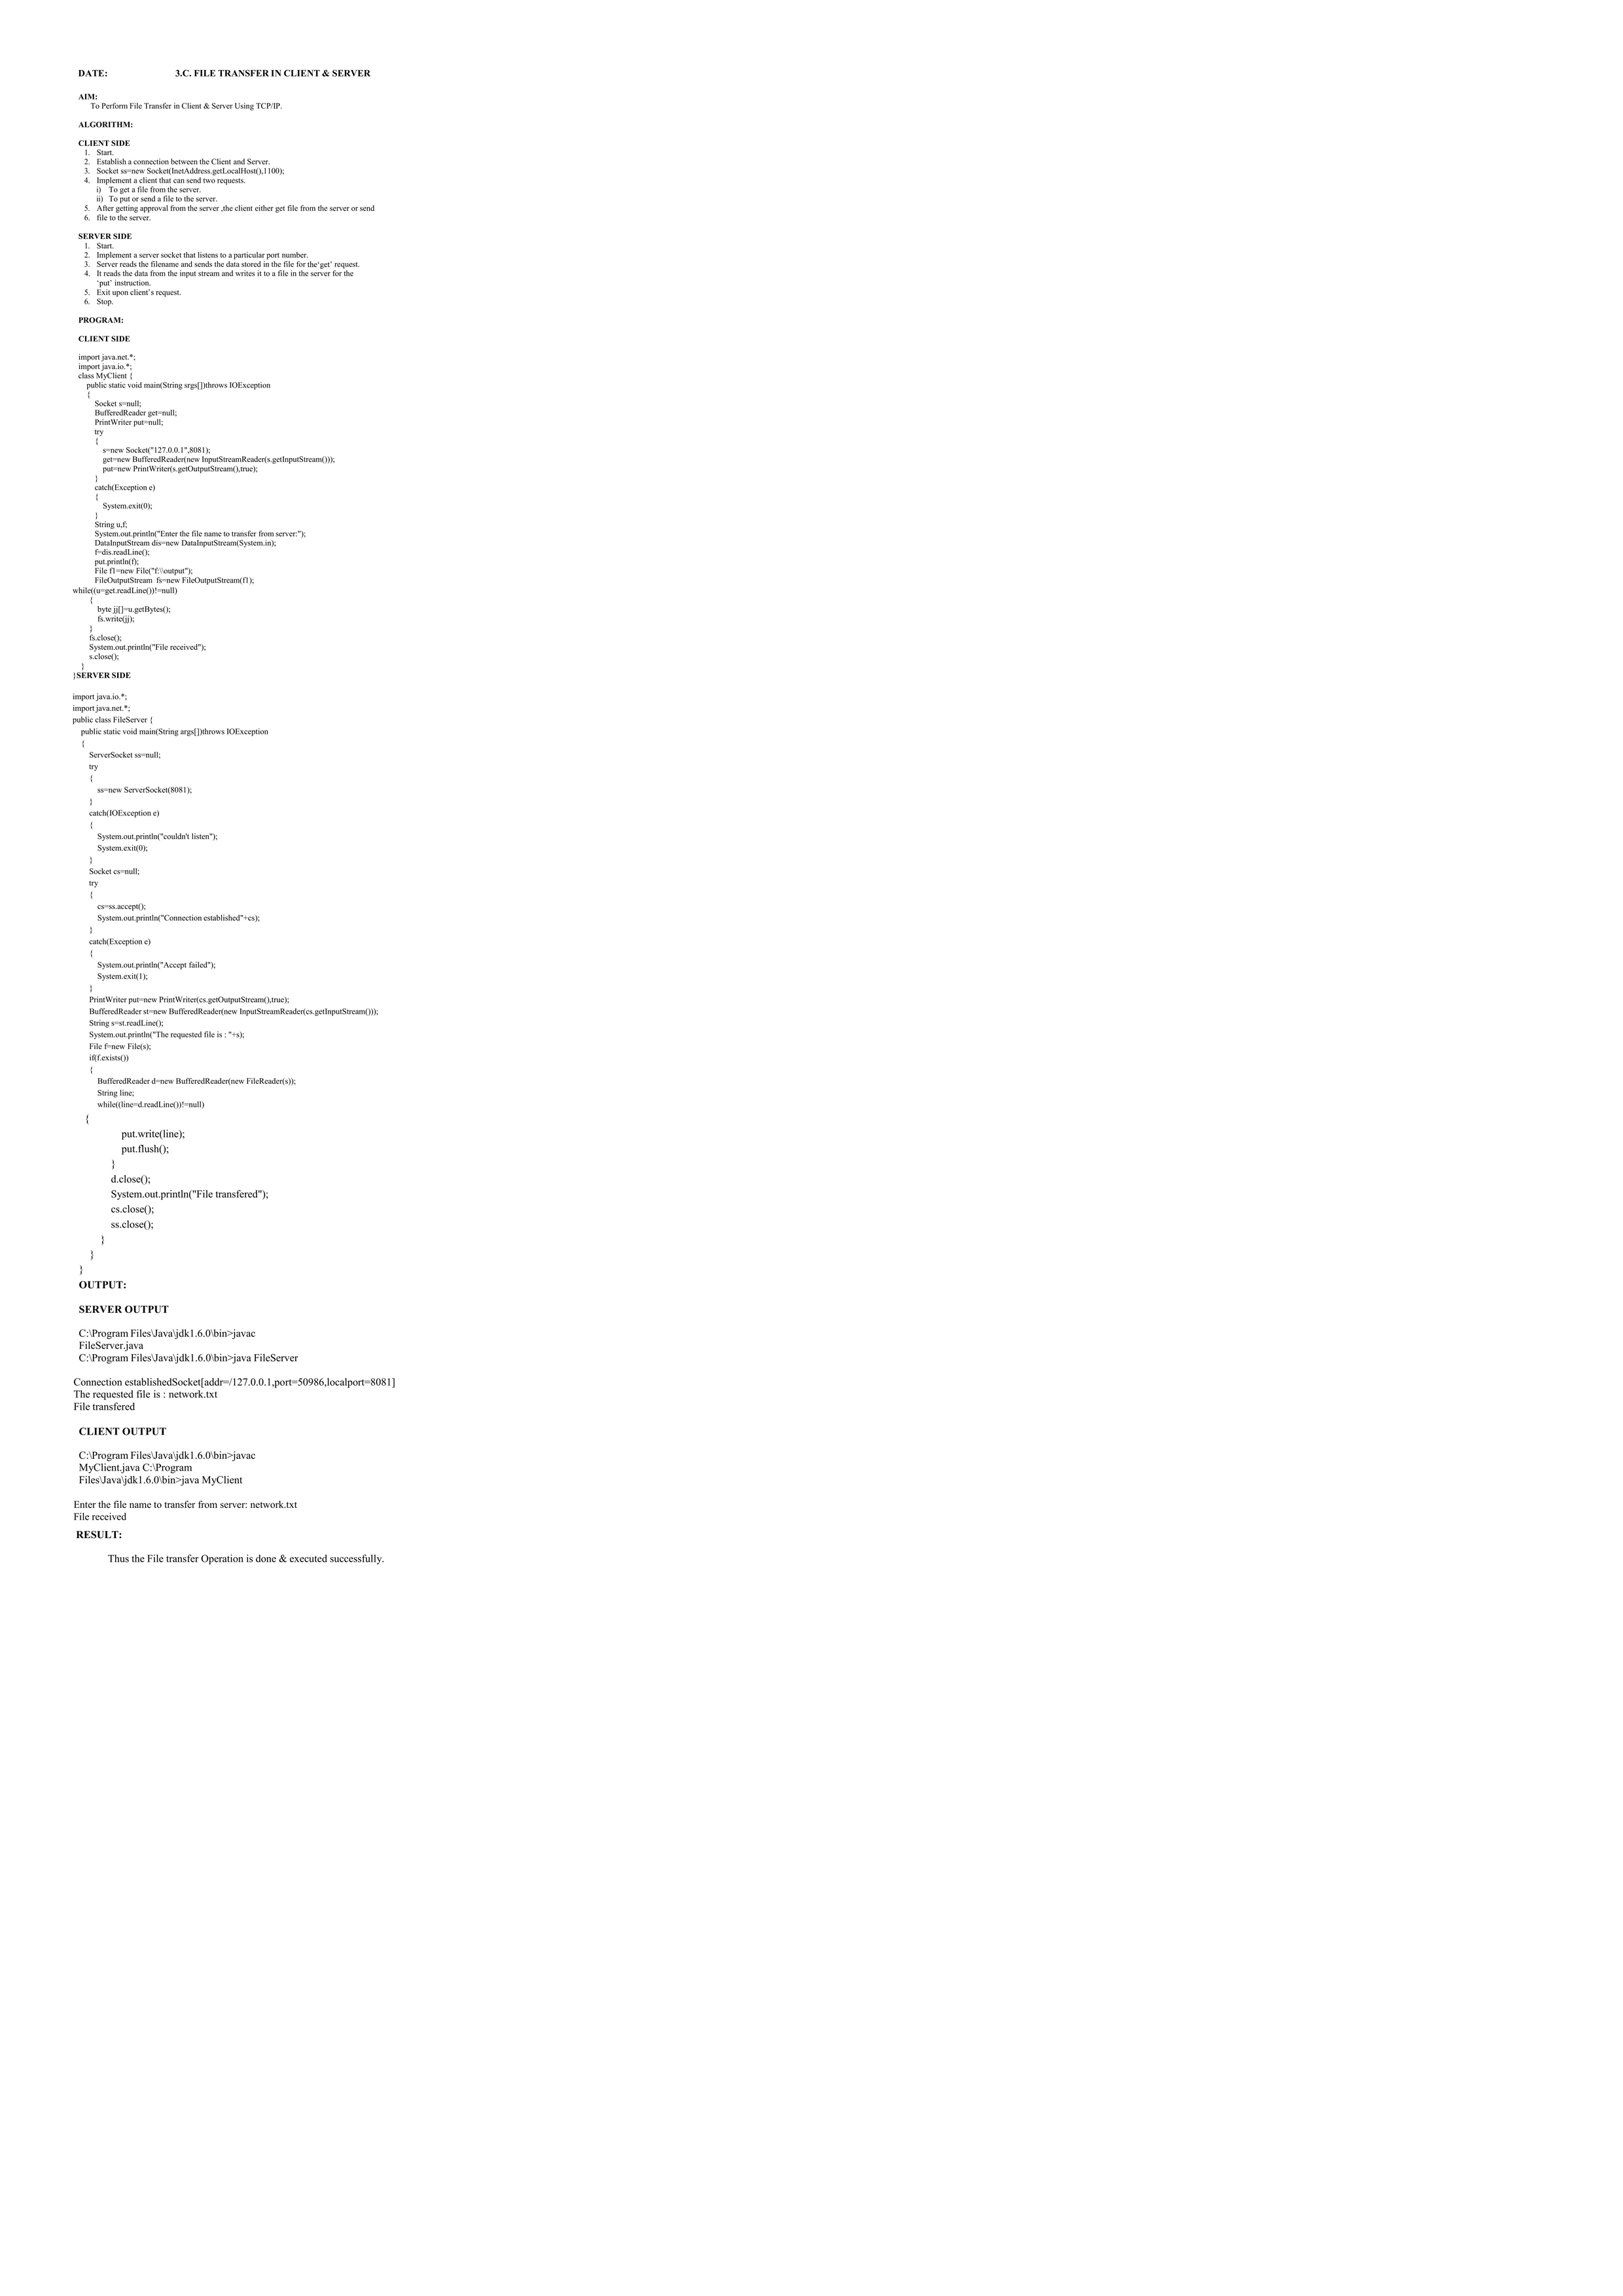 DATE: 3.C. FILE TRANSFER IN CLIENT & SERVER
AIM:
To Perform File Transfer in Client & Server Using TCP/IP.
ALGORITHM:
CLIENT SIDE
1. Start.
2. Establish a connection between the Client and Server.
3. Socket ss=new Socket(InetAddress.getLocalHost(),1100);
4. Implement a client that can send two requests.
i) To get a file from the server.
ii) To put or send a file to the server.
5. After getting approval from the server ,the client either get file from the server or send
6. file to the server.
SERVER SIDE
1. Start.
2. Implement a server socket that listens to a particular port number.
3. Server reads the filename and sends the data stored in the file for the‘get’ request.
4. It reads the data from the input stream and writes it to a file in the server for the
‘put’ instruction.
5. Exit upon client’s request.
6. Stop.
PROGRAM:
CLIENT SIDE
import java.net.*;
import java.io.*;
class MyClient {
public static void main(String srgs[])throws IOException
{
Socket s=null;
BufferedReader get=null;
PrintWriter put=null;
try
{
s=new Socket("127.0.0.1",8081);
get=new BufferedReader(new InputStreamReader(s.getInputStream()));
put=new PrintWriter(s.getOutputStream(),true);
}
catch(Exception e)
{
System.exit(0);
}
String u,f;
System.out.println("Enter the file name to transfer from server:");
DataInputStream dis=new DataInputStream(System.in);
f=dis.readLine();
put.println(f);
File f1=new File("f:\\output");
FileOutputStream fs=new FileOutputStream(f1);
while((u=get.readLine())!=null)
{
byte jj[]=u.getBytes();
fs.write(jj);
}
fs.close();
System.out.println("File received");
s.close();
}
}SERVER SIDE
import java.io.*;
import java.net.*;
public class FileServer {
public static void main(String args[])throws IOException
{
ServerSocket ss=null;
try
{
ss=new ServerSocket(8081);
}
catch(IOException e)
{
System.out.println("couldn't listen");
System.exit(0);
}
Socket cs=null;
try
{
cs=ss.accept();
System.out.println("Connection established"+cs);
}
catch(Exception e)
{
System.out.println("Accept failed");
System.exit(1);
}
PrintWriter put=new PrintWriter(cs.getOutputStream(),true);
BufferedReader st=new BufferedReader(new InputStreamReader(cs.getInputStream()));
String s=st.readLine();
System.out.println("The requested file is : "+s);
File f=new File(s);
if(f.exists())
{
BufferedReader d=new BufferedReader(new FileReader(s));
String line;
while((line=d.readLine())!=null)
{
put.write(line);
put.flush();
}
d.close();
System.out.println("File transfered");
cs.close();
ss.close();
}
}
}
OUTPUT:
SERVER OUTPUT
C:\Program Files\Java\jdk1.6.0\bin>javac
FileServer.java
C:\Program Files\Java\jdk1.6.0\bin>java FileServer
Connection establishedSocket[addr=/127.0.0.1,port=50986,localport=8081]
The requested file is : network.txt
File transfered
CLIENT OUTPUT
C:\Program Files\Java\jdk1.6.0\bin>javac
MyClient.java C:\Program
Files\Java\jdk1.6.0\bin>java MyClient
Enter the file name to transfer from server: network.txt
File received
RESULT:
Thus the File transfer Operation is done & executed successfully.